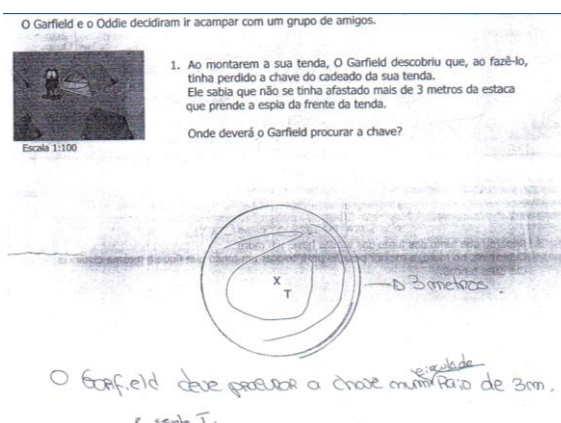 O Garfield e o Oddie decidiram ir acampar com um grupo de amigos.
1. Ao montarem a sua tenda, O Garfield descobriu que, ao fazê-lo,
tinha perdido a chave do cadeado da sua tenda.
Ele sabia que não se tinha afastado mais de 3 metros da estaca
que prende a espia da frente da tenda.
Onde deverá o Garfield procurar a chave?
Escala 1:100
X
T
3 metros.
circulo de
O Garfield deve procurar a chave num raio de 3m.
T.